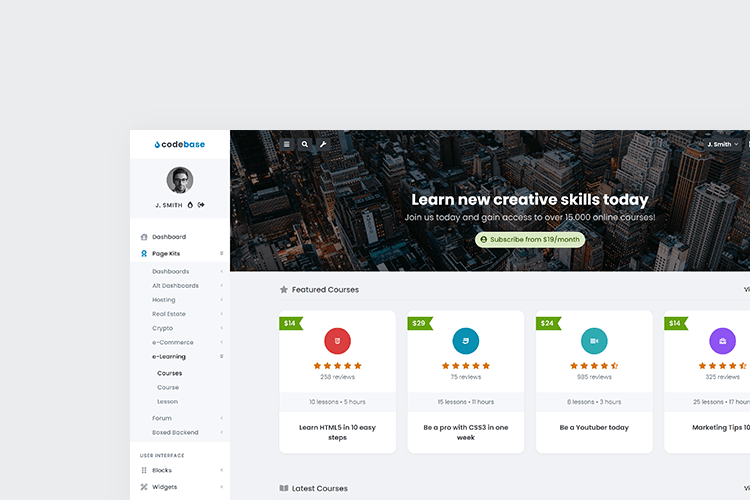 codebase
J. SMITH
Dashboard
Page Kits
Dashboards
Alt Dashboards
Hosting
Real Estate
Crypto
e-Commerce
e-Learning
Courses
Course
Lesson
Forum
Boxed Backend
USER INTERFACE
Blocks
Widgets
J. Smith
Learn new creative skills today
Join us today and gain access to over 15.000 online courses!
Subscribe from $19/month
Featured Courses
$14
258 reviews
10 lessons • 5 hours
Learn HTML5 in 10 easy
steps
$29
75 reviews
15 lessons • 11 hours
Be a pro with CSS3 in one
week
$24
985 reviews
8 lessons • 3 hours
Be a Youtuber today
$14
325 reviews
25 lessons • 17 hour
Marketing Tips 10
Latest Courses